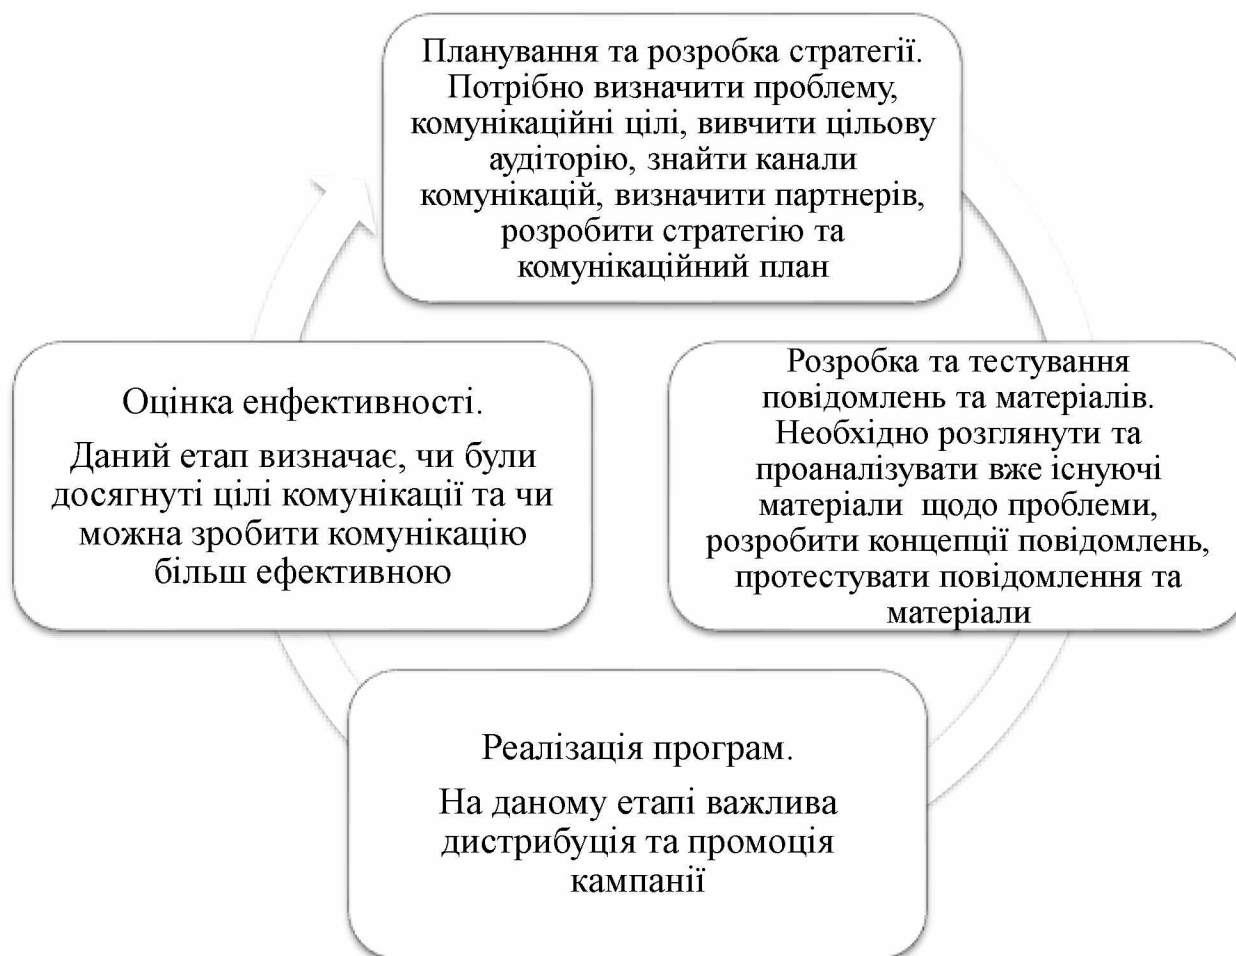 Планування та розробка стратегії.
Потрібно визначити проблему,
комунікаційні цілі, вивчити цільову
аудіторію, знайти канали
комунікацій, визначити партнерів,
розробити стратегію та
комунікаційний план
Розробка та тестування
повідомлень та матеріалів.
Необхідно розглянути та
проаналізувати вже існуючі
матеріали  щодо проблеми,
розробити концепції повідомлень,
протестувати повідомлення та
матеріали
Реалізація програм.
На даному етапі важлива
дистрибуція та промоція
кампанії
Оцінка енфективності.
Даний етап визначає, чи були
досягнуті цілі комунікації та чи
можна зробити комунікацію
більш ефективною